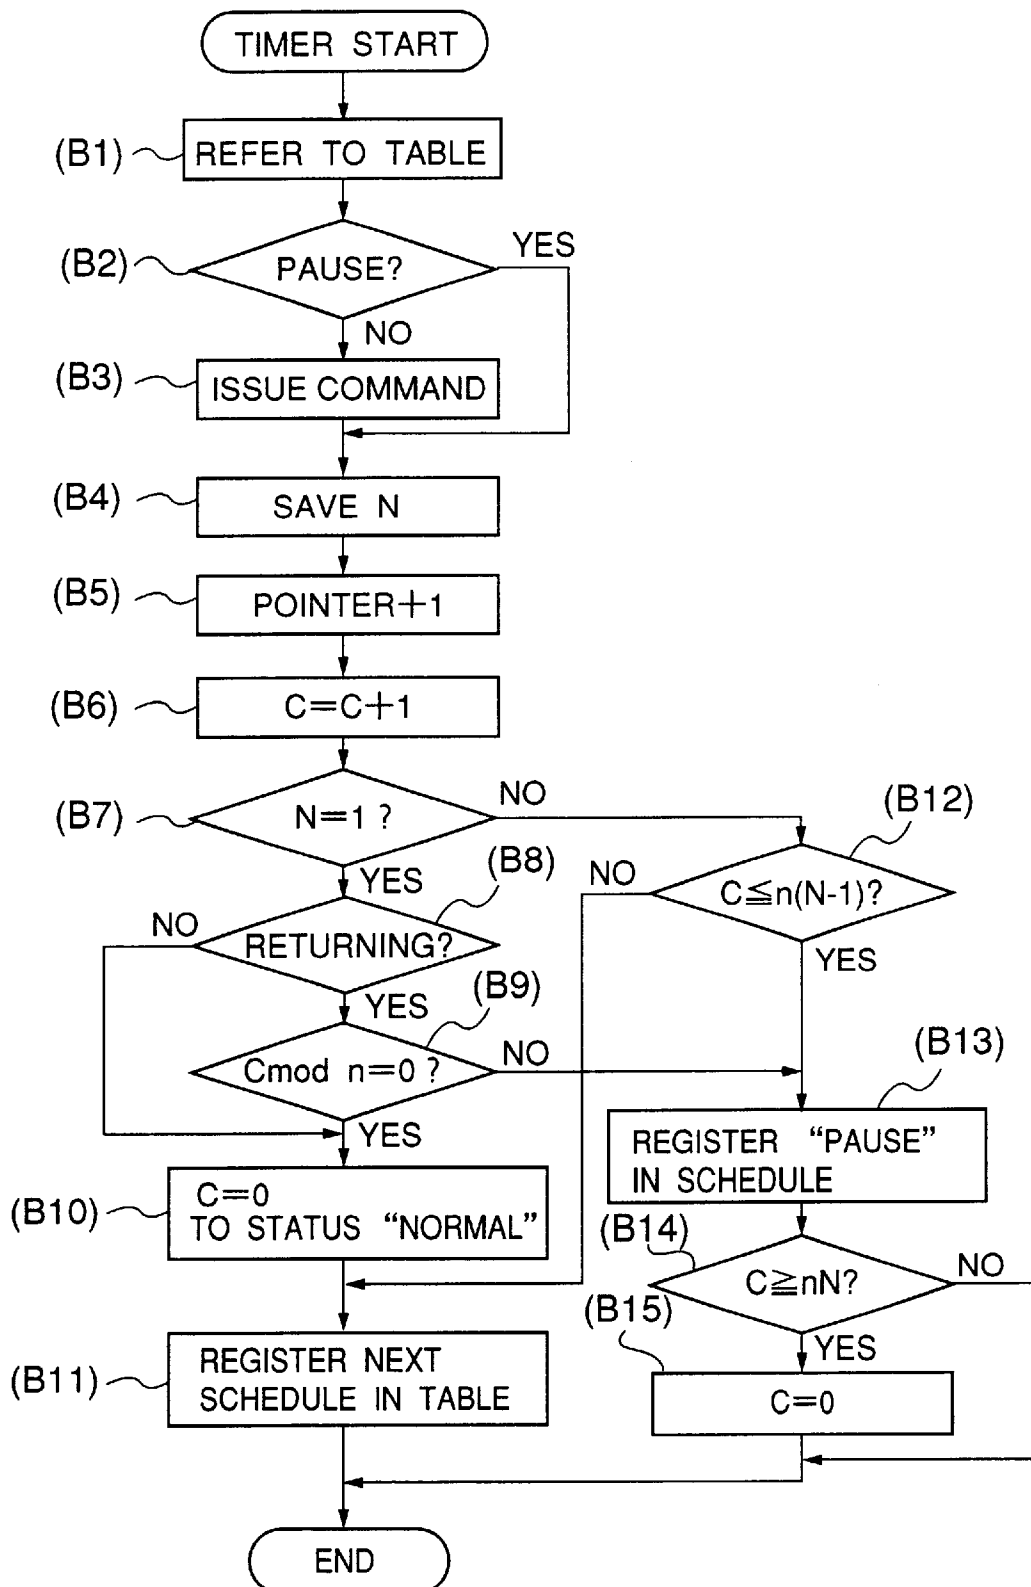 TIMER START
(B1)
REFER TO TABLE
(B2)
PAUSE?
YES
NO
(B3)
ISSUE COMMAND
(B4)
SAVE N
(B5)
POINTER+1
(B6)
C=C+1
(B7)
N=1 ?
NO
YES
(B12)
C≦n(N-1)?
NO
YES
(B8)
RETURNING?
NO
YES
(B9)
Cmod n=0 ?
NO
YES
(B13)
REGISTER “PAUSE”
IN SCHEDULE
(B10)
C=0
TO STATUS “NORMAL”
(B14)
C≧nN?
NO
YES
(B15)
C=0
(B11)
REGISTER NEXT
SCHEDULE IN TABLE
END